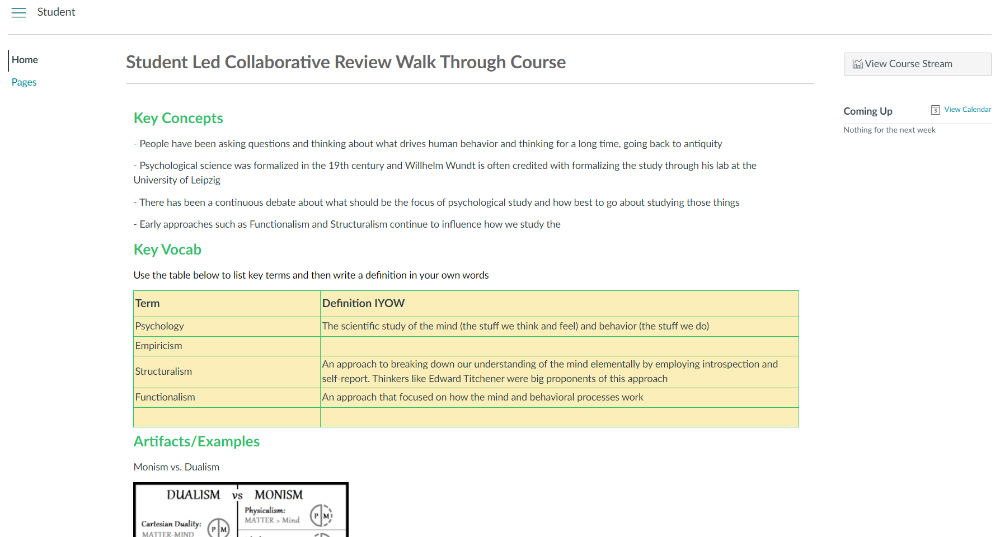 Student
Home
Pages
Student Led Collaborative Review Walk Through Course
View Course Stream
Coming Up
View Calendar
3
Nothing for the next week
Key Concepts
- People have been asking questions and thinking about what drives human behavior and thinking for a long time, going back to antiquity
- Psychological science was formalized in the 19th century and Willhelm Wundt is often credited with formalizing the study through his lab at the
University of Leipzig
- There has been a continuous debate about what should be the focus of psychological study and how best to go about studying those things
- Early approaches such as Functionalism and Structuralism continue to influence how we study the
Key Vocab
Use the table below to list key terms and then write a definition in your own words
Term Definition IYOW
Psychology The scientific study of the mind (the stuff we think and feel) and behavior (the stuff we do)
Empiricism
Structuralism An approach to breaking down our understanding of the mind elementally by employing introspection and
self-report. Thinkers like Edward Titchener were big proponents of this approach
Functionalism An approach that focused on how the mind and behavioral processes work
Artifacts/Examples
Monism vs. Dualism
DUALISM vs MONISM
Physicalism:
MATTER > Mind
P M
Cartesian Duality:
MATTER-MIND
P M